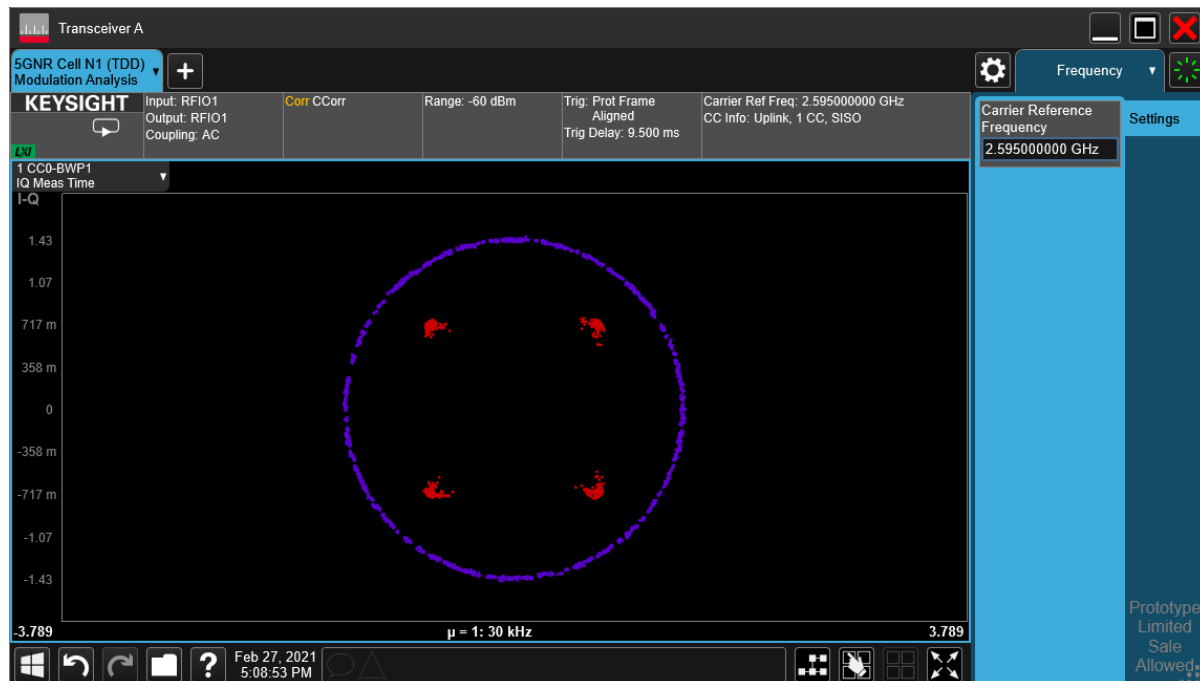 Transceiver A
5GNR Cell N1 (TDD)
Modulation Analysis
Frequency
KEYSIGHT
LXI
Input: RFIO1
Output: RFIO1
Coupling: AC
Corr CCorr
Range: -60 dBm
Trig: Prot Frame
Aligned
Trig Delay: 9.500 ms
Carrier Ref Freq: 2.595000000 GHz
CC Info: Uplink, 1 CC, SISO
Carrier Reference
Frequency
2.595000000 GHz
Settings
1 CC0-BWP1
IQ Meas Time
I-Q
1.43
1.07
717 m
358 m
0
-358 m
-717 m
-1.07
-1.43
-3.789
µ = 1: 30 kHz
3.789
Prototype
Limited
Sale
Allowed
?
Feb 27, 2021
5:08:53 PM